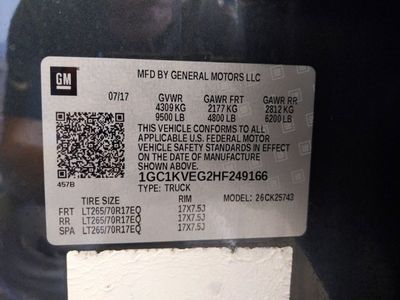 GM
MFD BY GENERAL MOTORS LLC
07/17 GVWR GAWR FRT GAWR RR
4309 KG 2177 KG 2812 KG
9500 LB 4800 LB 6200 LB
THIS VEHICLE CONFORMS TO ALL
APPLICABLE U.S. FEDERAL MOTOR
VEHICLE SAFETY STANDARDS IN EFFECT
ON THE DATE OF MANUFACTURE
SHOWN ABOVE.
1GC1KVEG2HF249166
457B TYPE: TRUCK
TIRE SIZE RIM MODEL: 26CK25743
FRT LT265/70R17EQ 17X7.5J
RR LT265/70R17EQ 17X7.5J
SPA LT265/70R17EQ 17X7.5J